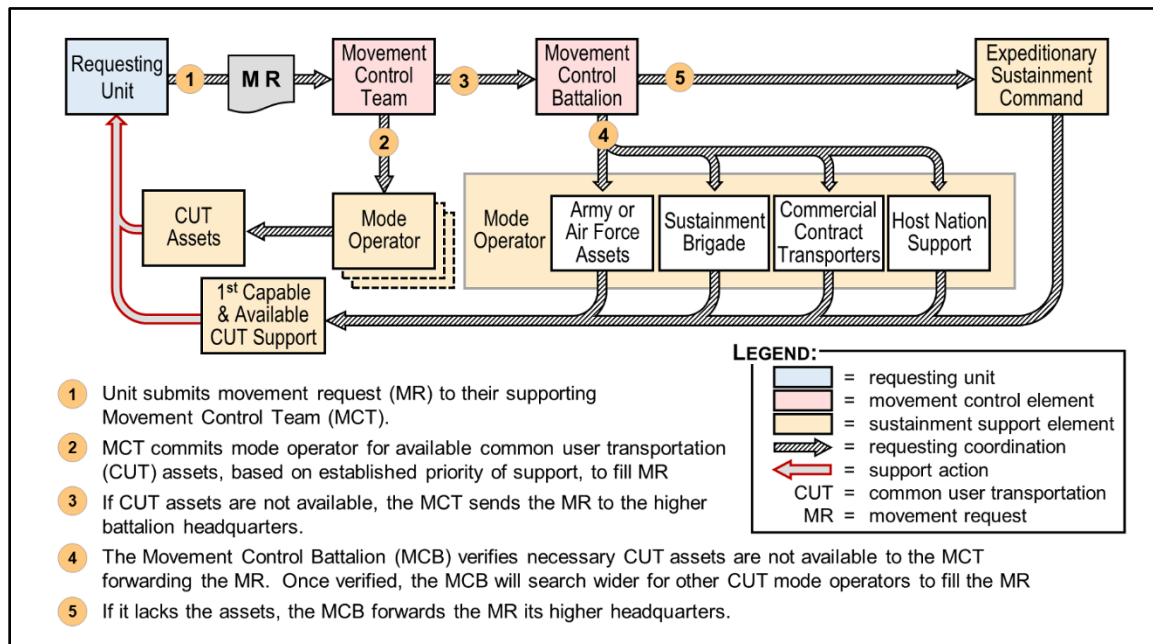 Requesting
Unit
1
M R
Movement
Control
Team
3
Movement
Control
Battalion
5
Expeditionary
Sustainment
Command
2
4
CUT
Assets
Mode
Operator
Mode
Operator
Army or
Air Force
Assets
Sustainment
Brigade
Commercial
Contract
Transporters
Host Nation
Support
1st Capable
& Available
CUT Support
LEGEND:
= requesting unit
= movement control element
= sustainment support element
= requesting coordination
= support action
CUT = common user transportation
MR = movement request
1 Unit submits movement request (MR) to their supporting
Movement Control Team (MCT).
2 MCT commits mode operator for available common user transportation
(CUT) assets, based on established priority of support, to fill MR
3 If CUT assets are not available, the MCT sends the MR to the higher
battalion headquarters.
4 The Movement Control Battalion (MCB) verifies necessary CUT assets are not available to the MCT
forwarding the MR. Once verified, the MCB will search wider for other CUT mode operators to fill the MR
5 If it lacks the assets, the MCB forwards the MR its higher headquarters.